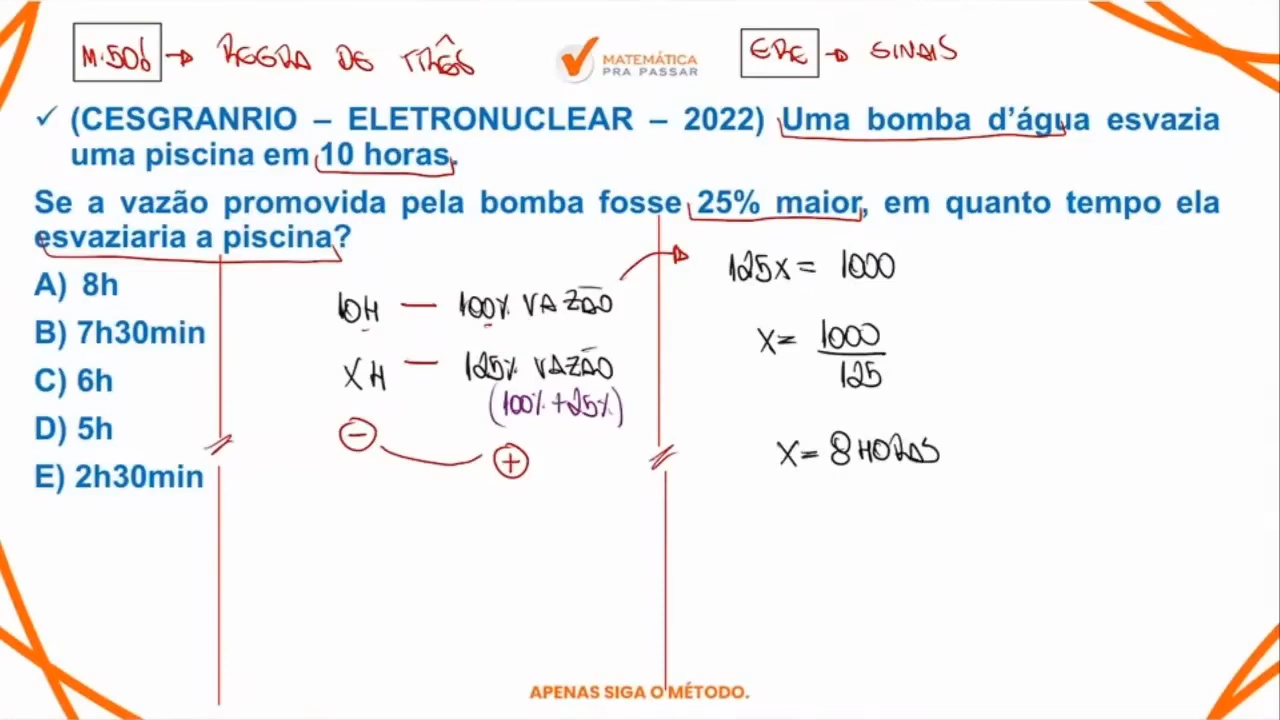 M.506 → REGRA DE TRÊS
MATEMÁTICA
PRA PASSAR
ERE → SINAIS
✓ (CESGRANRIO – ELETRONUCLEAR – 2022) Uma bomba d'água esvazia
uma piscina em 10 horas.
Se a vazão promovida pela bomba fosse 25% maior, em quanto tempo ela
esvaziaria a piscina?
A) 8h
B) 7h30min
C) 6h
D) 5h
E) 2h30min
10H — 100% VAZÃO
XH — 125% VAZÃO
(100% + 25%)
− +
125X = 1000
X = 1000
125
X = 8 HORAS
APENAS SIGA O MÉTODO.